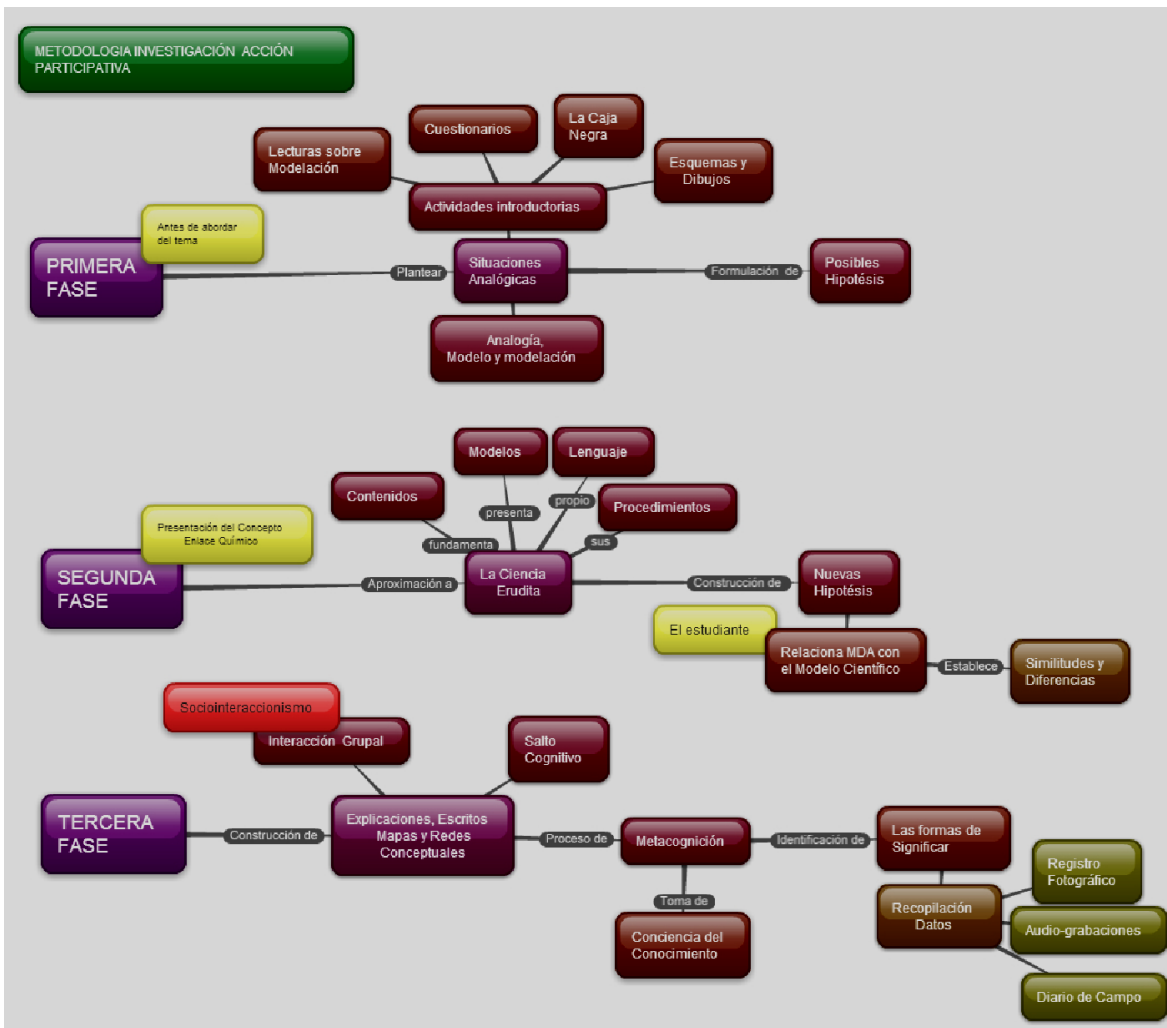 METODOLOGIA INVESTIGACIÓN ACCIÓN
PARTICIPATIVA
Lecturas sobre
Modelación
Cuestionarios
La Caja
Negra
Esquemas y
Dibujos
Actividades introductorias
Antes de abordar
del tema
PRIMERA
FASE
Plantear
Situaciones
Analógicas
Formulación de
Posibles
Hipotésis
Analogía,
Modelo y modelación
Modelos
Lenguaje
Contenidos
Procedimientos
presenta
propio
fundamenta
sus
Presentación del Concepto
Enlace Químico
SEGUNDA
FASE
Aproximación a
La Ciencia
Erudita
Construcción de
Nuevas
Hipotésis
El estudiante
Relaciona MDA con
el Modelo Científico
Establece
Similitudes y
Diferencias
Sociointeraccionismo
Interacción Grupal
Salto
Cognitivo
TERCERA
FASE
Construcción de
Explicaciones, Escritos
Mapas y Redes
Conceptuales
Proceso de
Metacognición
Identificación de
Las formas de
Significar
Toma de
Conciencia del
Conocimiento
Recopilación
Datos
Registro
Fotográfico
Audio-grabaciones
Diario de Campo